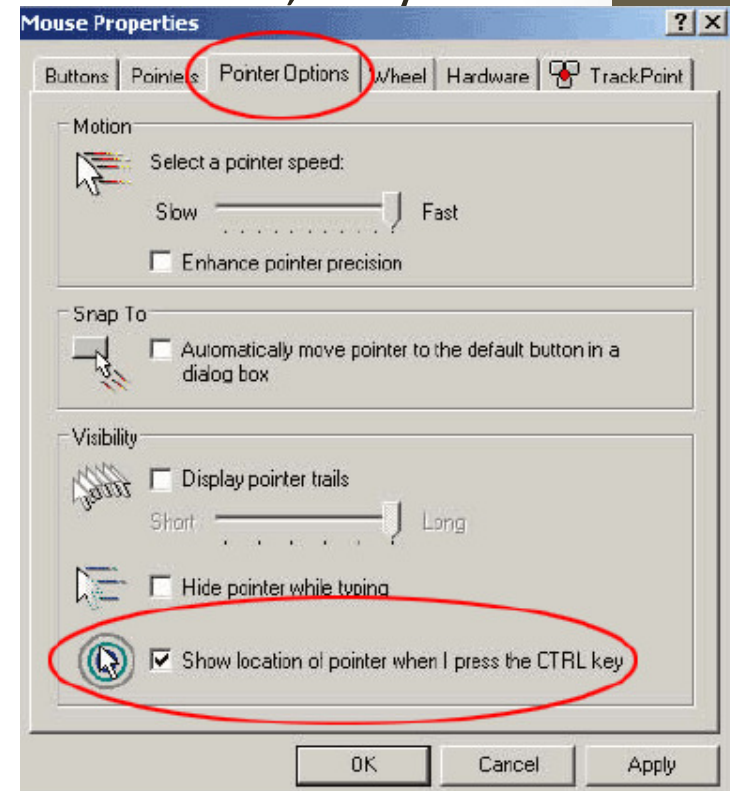 Mouse Properties
Buttons Pointers Pointer Options Wheel Hardware TrackPoint
Motion
Select a pointer speed:
Slow Fast
Enhance pointer precision
Snap To
Automatically move pointer to the default button in a
dialog box
Visibility
Display pointer trails
Short Long
Hide pointer while typing
Show location of pointer when I press the CTRL key
OK Cancel Apply